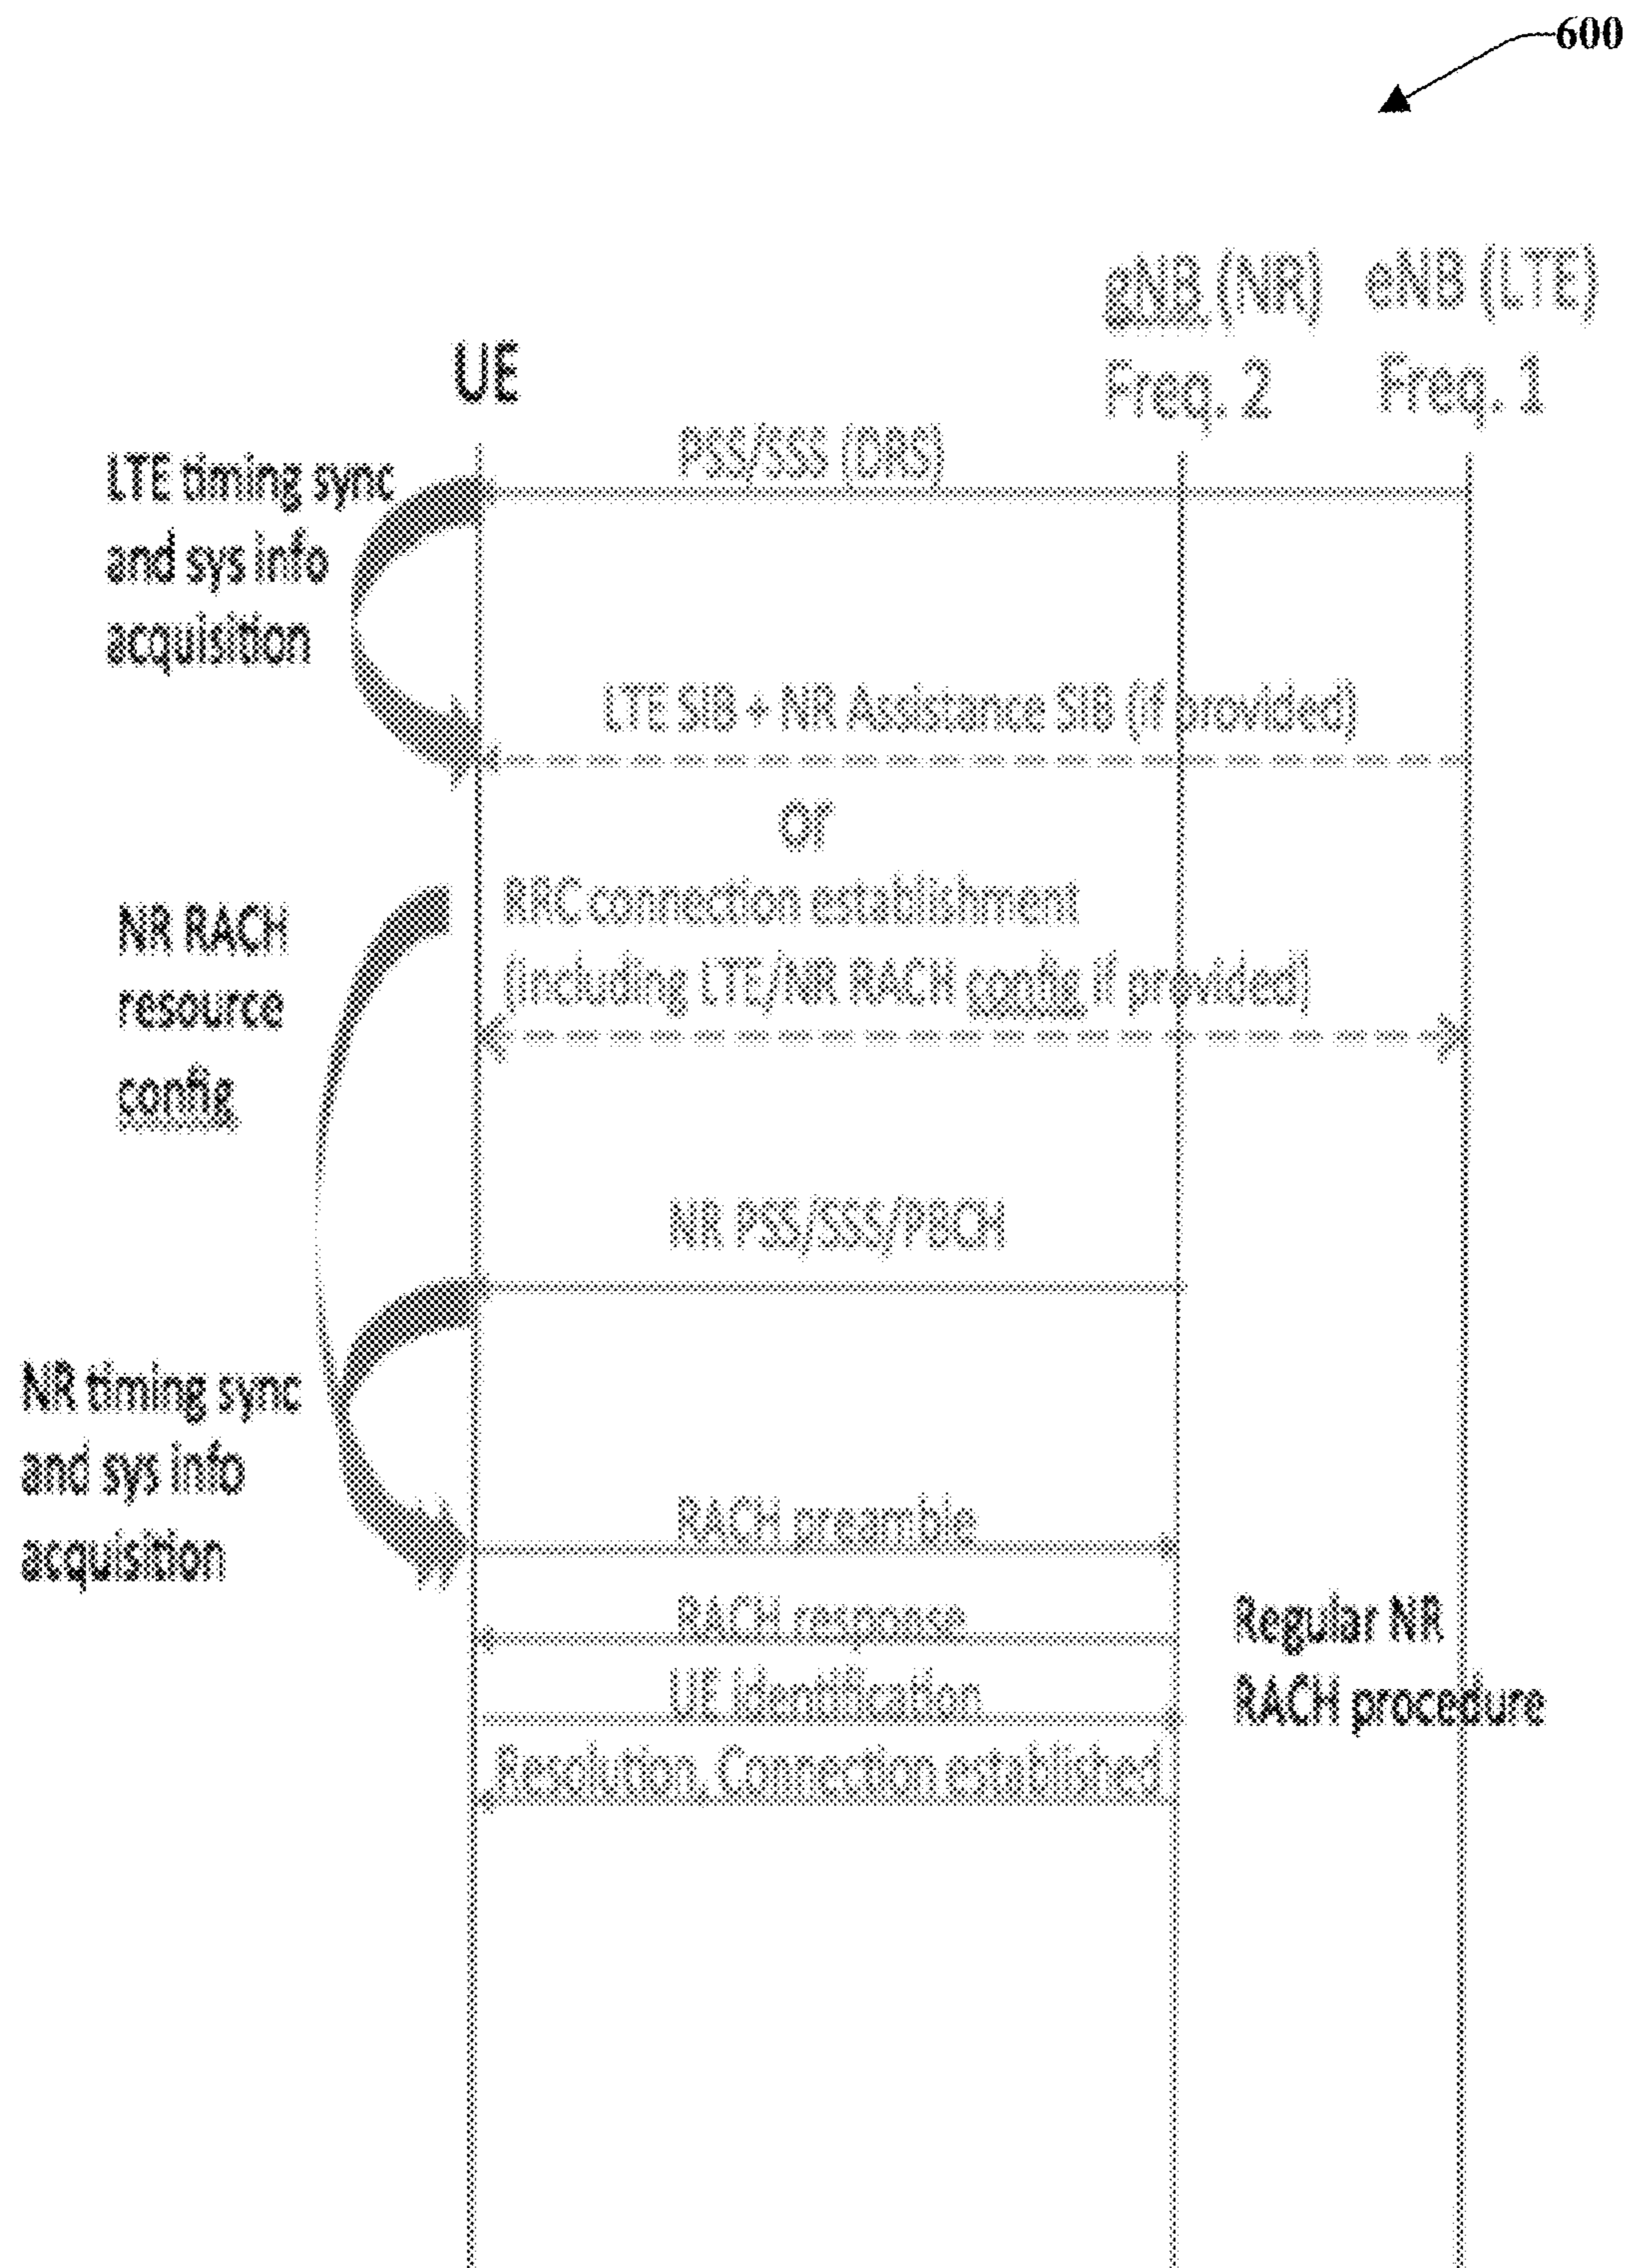 600
gNB (NR)
eNB (LTE)
UE
Freq. 2
Freq. 1
PSS/SSS (DRS)
LTE timing sync
and sys info
acquisition
LTE SIB + NR Assistance SIB (if provided)
or
RRC connection establishment
(including LTE/NR RACH config if provided)
NR RACH
resource
config
NR PSS/SSS/PBCH
NR timing sync
and sys info
acquisition
RACH preamble
RACH response
UE Identification
Resolution, Connection established
Regular NR
RACH procedure